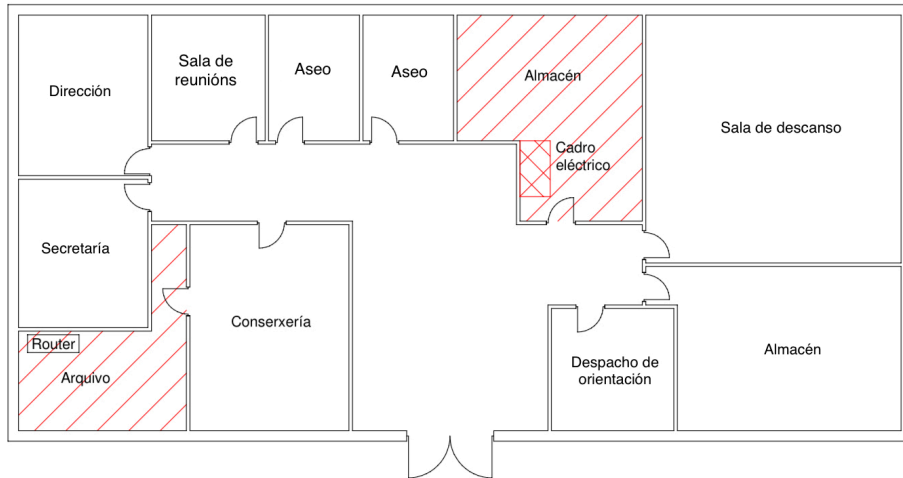 Dirección
Sala de
reunións
Aseo
Aseo
Almacén
Sala de descanso
Cadro
eléctrico
Secretaría
Conserxería
Router
Arquivo
Despacho de
orientación
Almacén